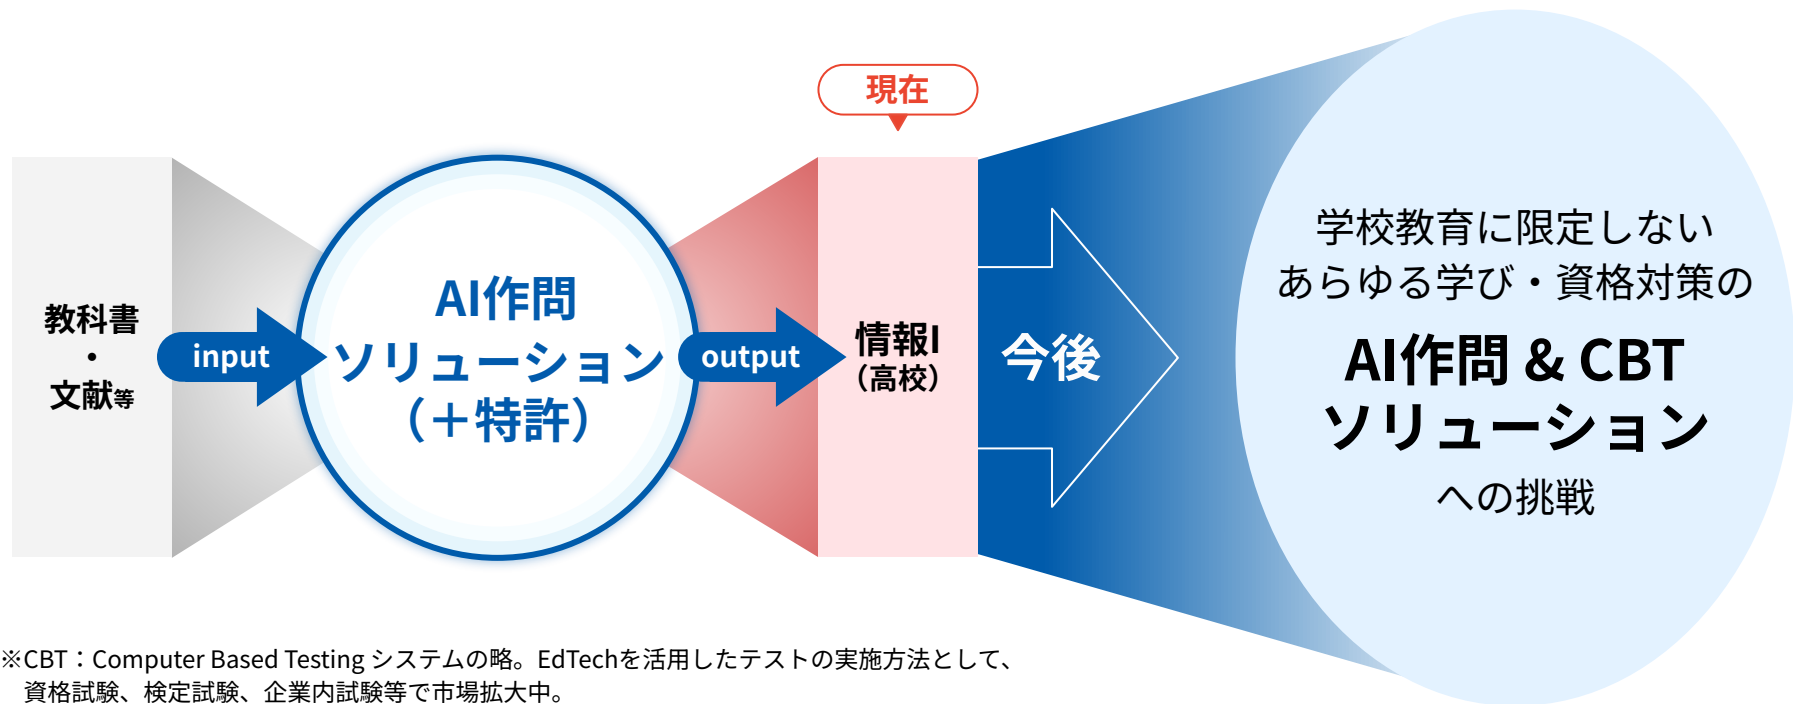 教科書
・
文献等
input
AI作問
ソリューション
（＋特許）
output
現在
情報I
（高校）
今後
学校教育に限定しない
あらゆる学び・資格対策の
AI作問 & CBT
ソリューション
への挑戦
※CBT：Computer Based Testing システムの略。EdTechを活用したテストの実施方法として、
資格試験、検定試験、企業内試験等で市場拡大中。